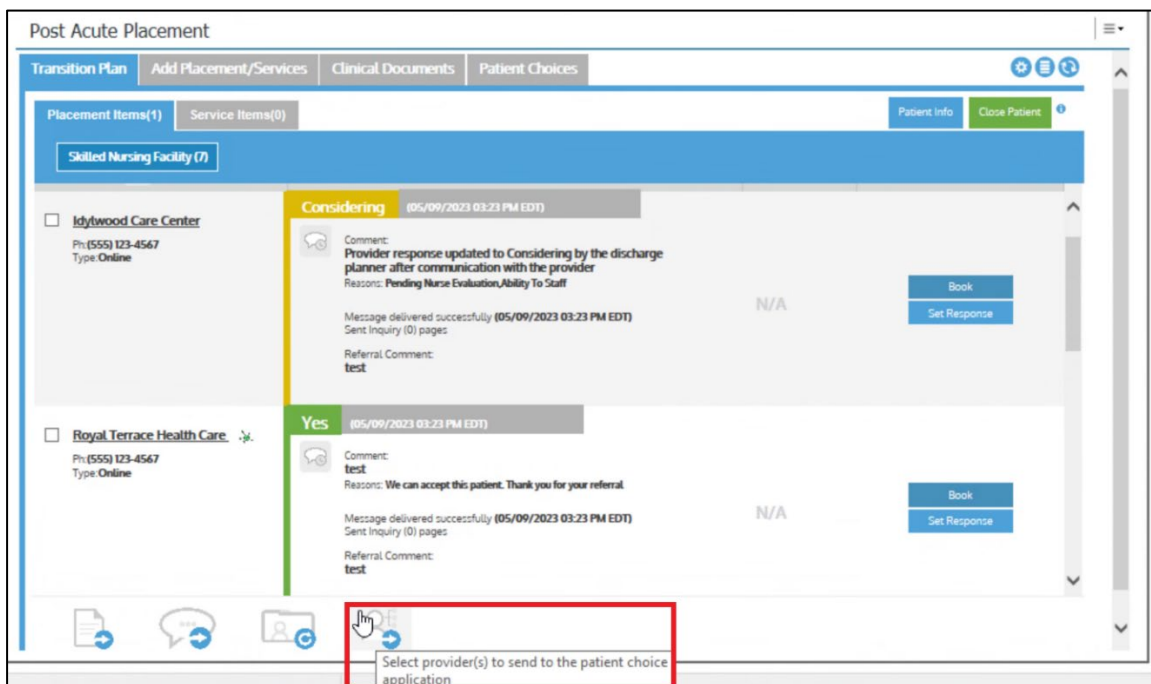 Post Acute Placement
Transition Plan
Add Placement/Services
Clinical Documents
Patient Choices
Placement Items(1)
Service Items(0)
Patient Info
Close Patient
Skilled Nursing Facility (7)
Idylwood Care Center
Ph:(555) 123-4567
Type:Online
Considering
(05/09/2023 03:23 PM EDT)
Comment:
Provider response updated to Considering by the discharge
planner after communication with the provider
Reasons: Pending Nurse Evaluation,Ability To Staff
Message delivered successfully (05/09/2023 03:23 PM EDT)
Sent Inquiry (0) pages
Referral Comment:
test
N/A
Book
Set Response
Royal Terrace Health Care
Ph:(555) 123-4567
Type:Online
Yes
(05/09/2023 03:23 PM EDT)
Comment:
test
Reasons: We can accept this patient. Thank you for your referral.
Message delivered successfully (05/09/2023 03:23 PM EDT)
Sent Inquiry (0) pages
Referral Comment:
test
N/A
Book
Set Response
Select provider(s) to send to the patient choice
application